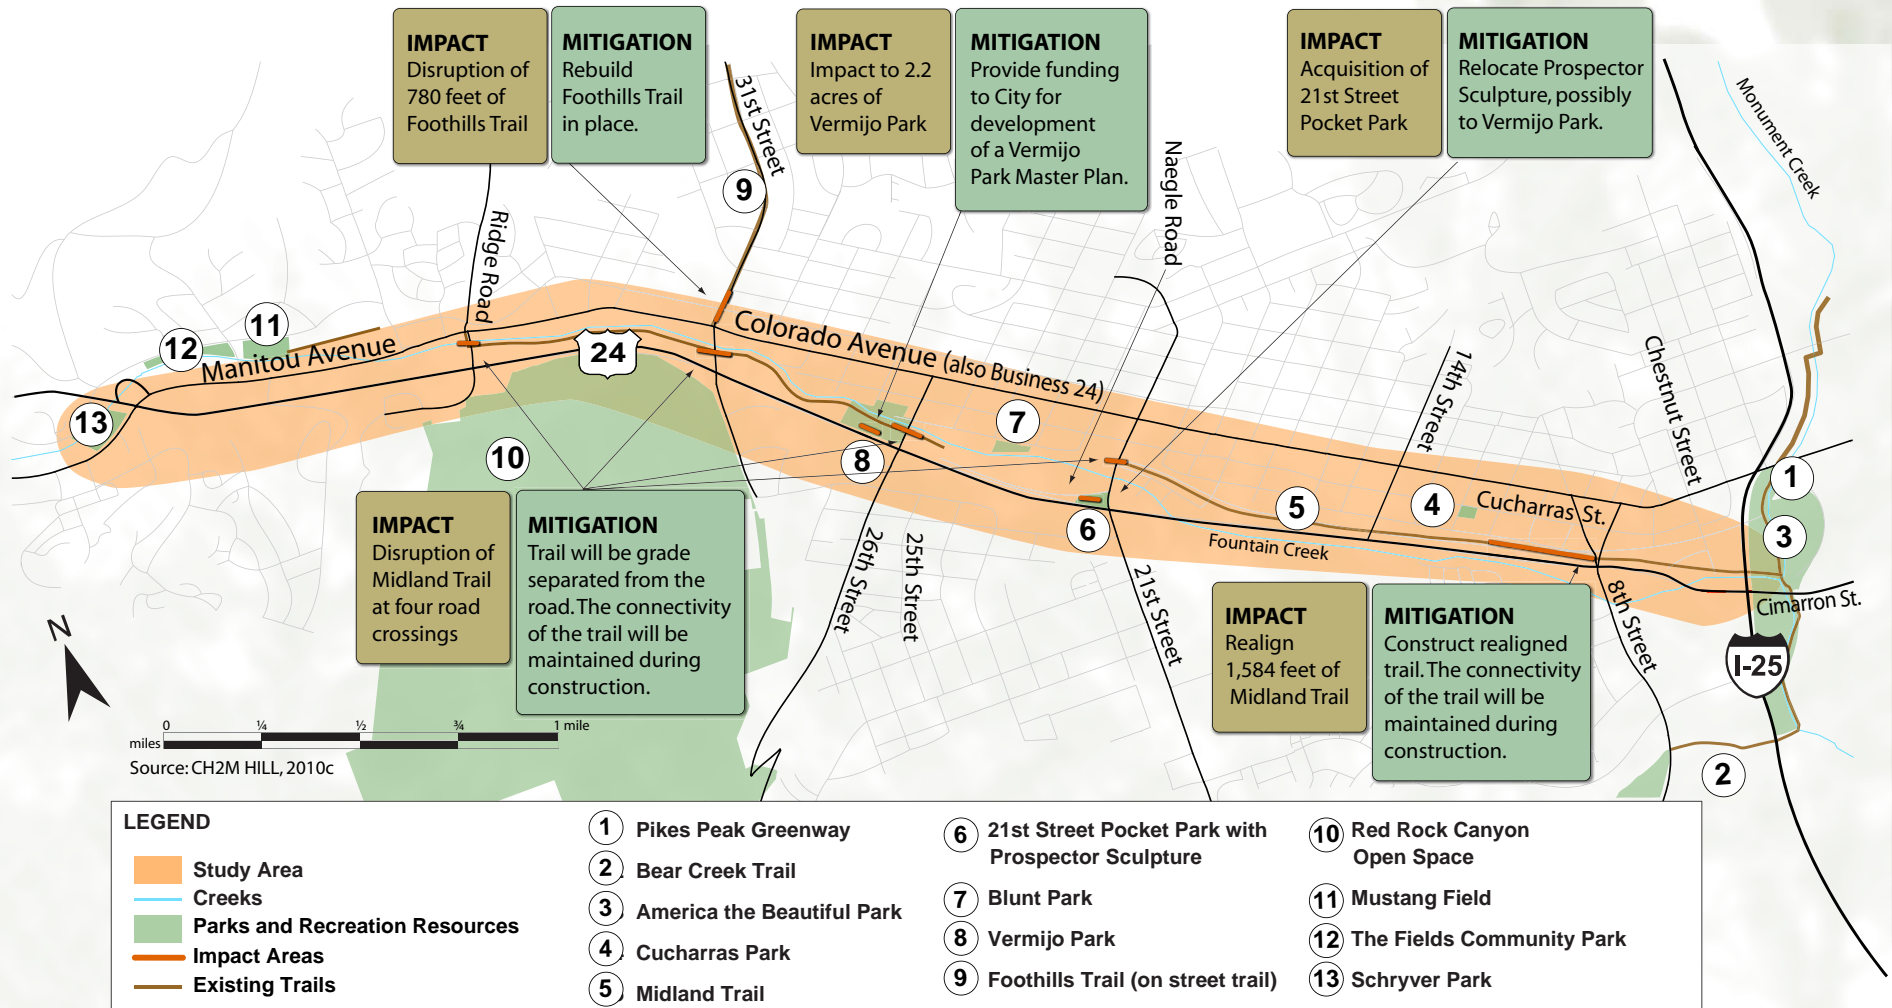 IMPACT
Disruption of
780 feet of
Foothills Trail
MITIGATION
Rebuild
Foothills Trail
in place.
IMPACT
Impact to 2.2
acres of
Vermijo Park
MITIGATION
Provide funding
to City for
development
of a Vermijo
Park Master Plan.
IMPACT
Acquisition of
21st Street
Pocket Park
MITIGATION
Relocate Prospector
Sculpture, possibly
to Vermijo Park.
31st Street
9
Ridge Road
Naegle Road
Monument Creek
11
12
Manitou Avenue
24
Colorado Avenue (also Business 24)
14th Street
Chestnut Street
13
10
7
8
6
5
4
Cucharras St.
1
3
Fountain Creek
Cimarron St.
26th Street
25th Street
21st Street
8th Street
I-25
2
IMPACT
Disruption of
Midland Trail
at four road
crossings
MITIGATION
Trail will be grade
separated from the
road. The connectivity
of the trail will be
maintained during
construction.
IMPACT
Realign
1,584 feet of
Midland Trail
MITIGATION
Construct realigned
trail. The connectivity
of the trail will be
maintained during
construction.
N
0 ¼ ½ ¾ 1 mile
miles
Source: CH2M HILL, 2010c
LEGEND
Study Area
Creeks
Parks and Recreation Resources
Impact Areas
Existing Trails
1 Pikes Peak Greenway
2 Bear Creek Trail
3 America the Beautiful Park
4 Cucharras Park
5 Midland Trail
6 21st Street Pocket Park with
Prospector Sculpture
7 Blunt Park
8 Vermijo Park
9 Foothills Trail (on street trail)
10 Red Rock Canyon
Open Space
11 Mustang Field
12 The Fields Community Park
13 Schryver Park